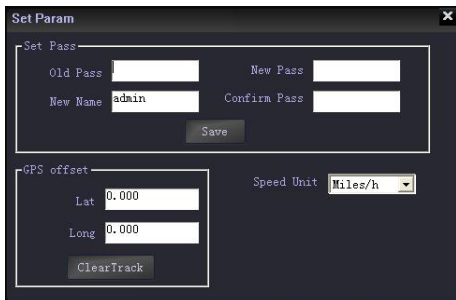 Set Param
Set Pass
Old Pass
New Pass
New Name admin
Confirm Pass
Save
GPS offset
Speed Unit Miles/h
Lat 0.000
Long 0.000
ClearTrack